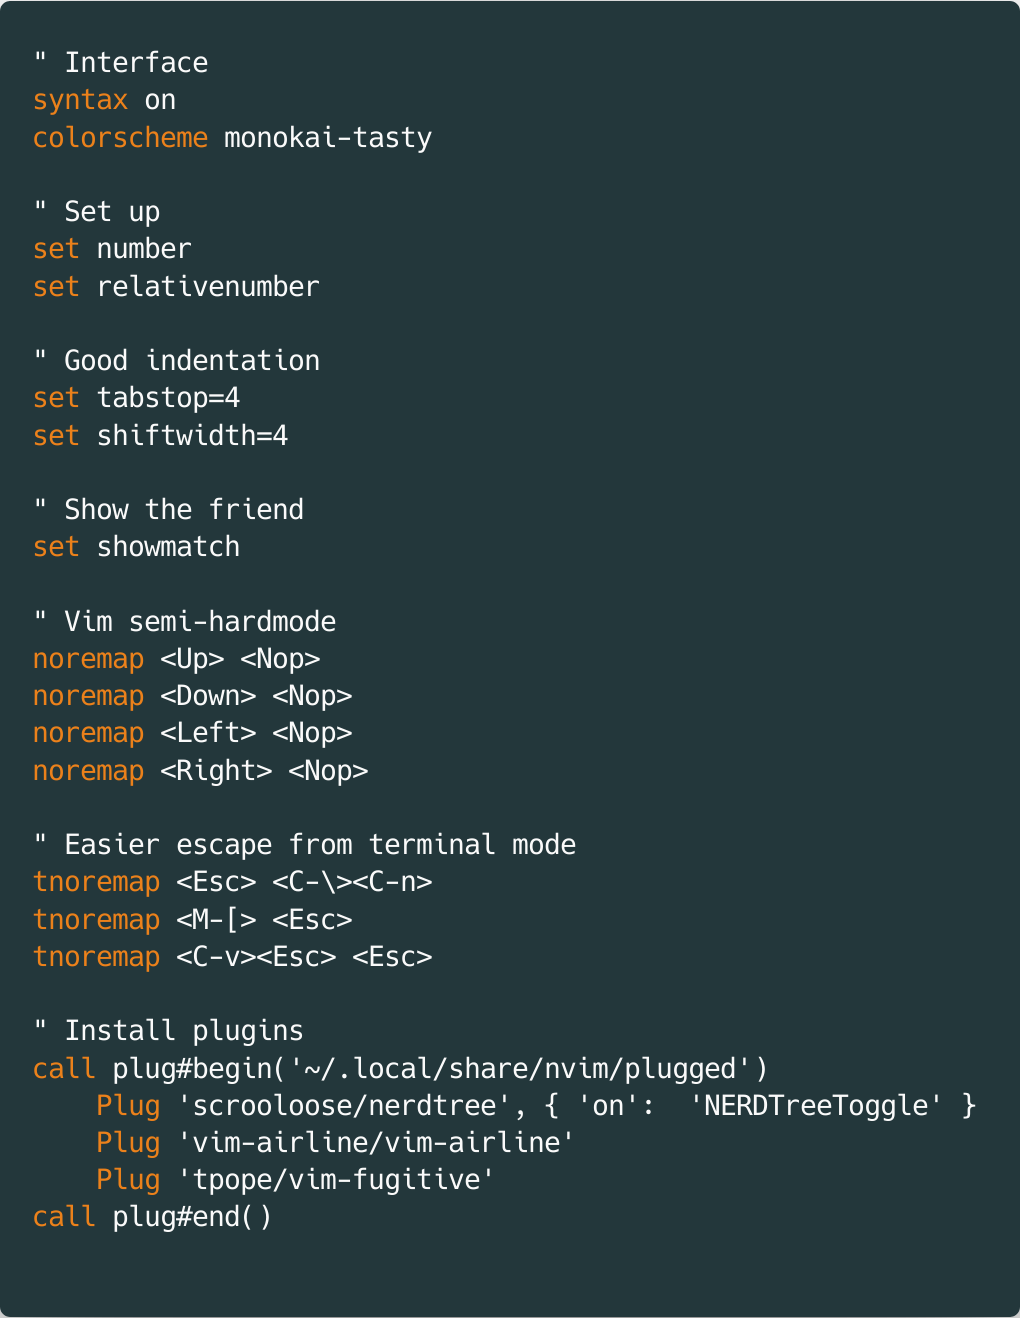 " Interface
syntax on
colorscheme monokai-tasty

" Set up
set number
set relativenumber

" Good indentation
set tabstop=4
set shiftwidth=4

" Show the friend
set showmatch

" Vim semi-hardmode
noremap <Up> <Nop>
noremap <Down> <Nop>
noremap <Left> <Nop>
noremap <Right> <Nop>

" Easier escape from terminal mode
tnoremap <Esc> <C-\><C-n>
tnoremap <M-[> <Esc>
tnoremap <C-v><Esc> <Esc>

" Install plugins
call plug#begin('~/.local/share/nvim/plugged')
    Plug 'scrooloose/nerdtree', { 'on':  'NERDTreeToggle' }
    Plug 'vim-airline/vim-airline'
    Plug 'tpope/vim-fugitive'
call plug#end()